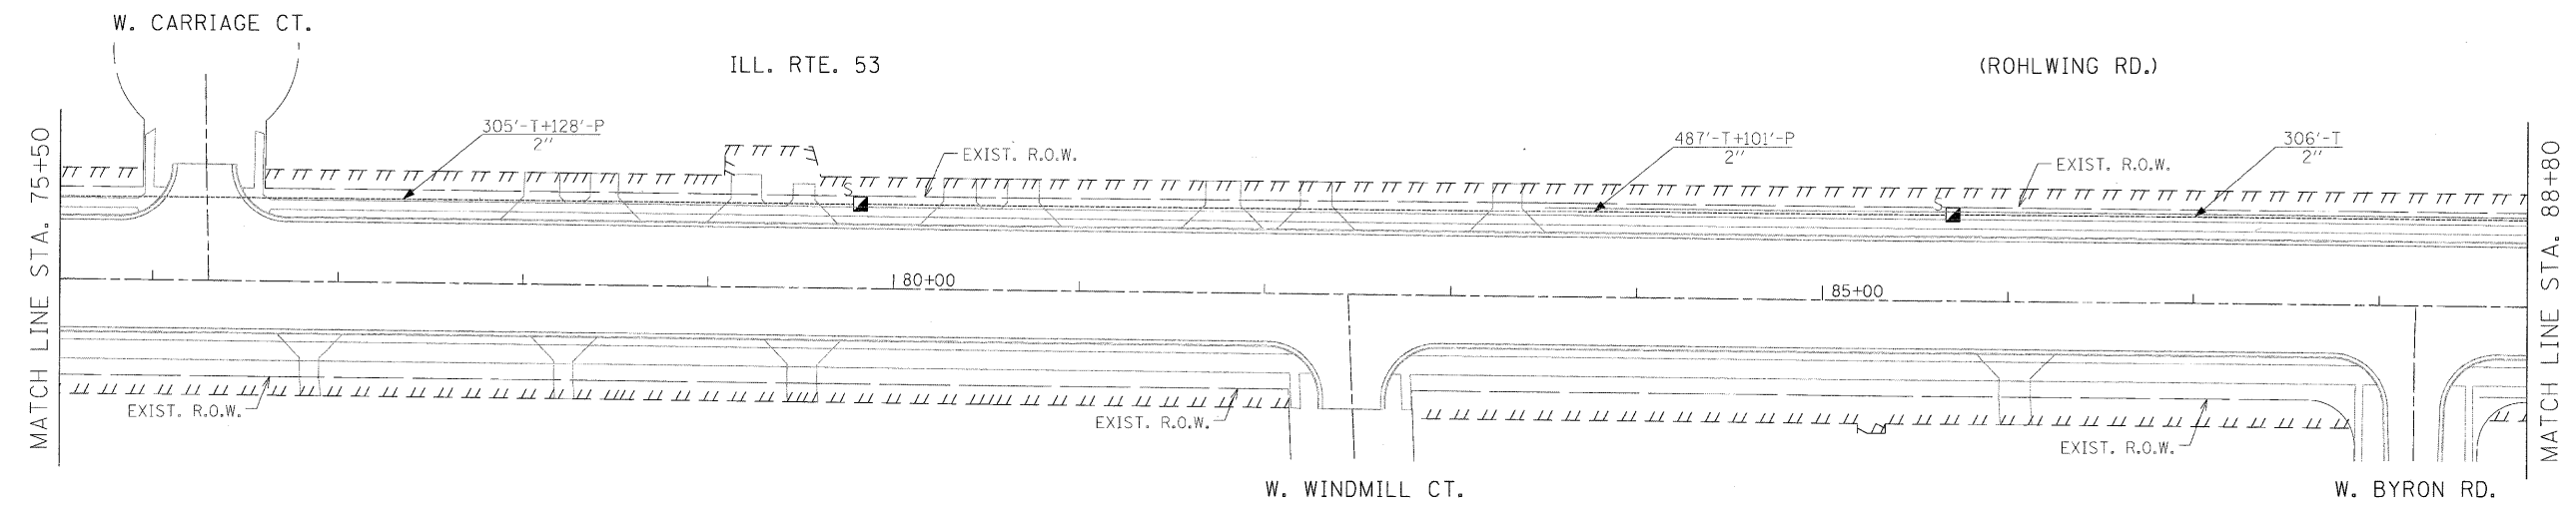 W. CARRIAGE CT.
ILL. RTE. 53
(ROHLWING RD.)
MATCH LINE STA. 75+50
305'-T+128'-P
2"
EXIST. R.O.W.
487'-T+101'-P
2"
306'-T
2"
EXIST. R.O.W.
MATCH LINE STA. 88+80
S
S
80+00
85+00
EXIST. R.O.W.
EXIST. R.O.W.
EXIST. R.O.W.
W. WINDMILL CT.
W. BYRON RD.